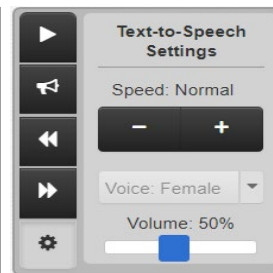 Text-to-Speech
Settings
Speed: Normal
Voice: Female
Volume: 50%